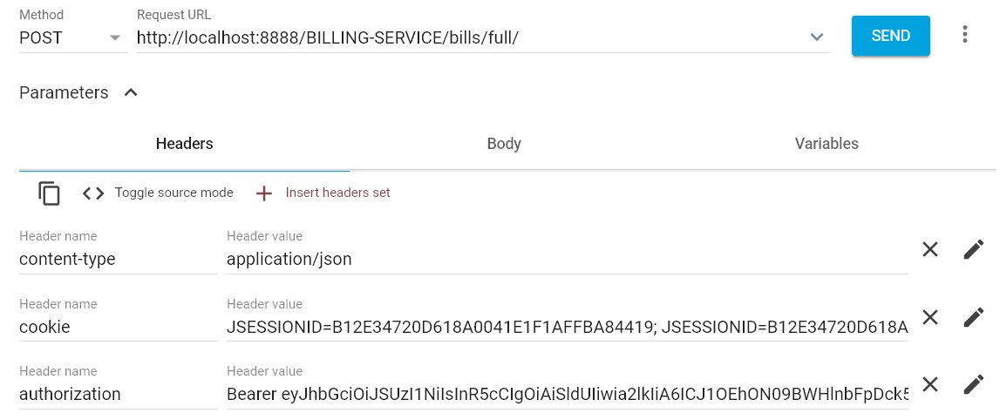 Method
Request URL
POST
http://localhost:8888/BILLING-SERVICE/bills/full/
SEND
Parameters
Headers
Body
Variables
Toggle source mode
Insert headers set
Header name
Header value
content-type
application/json
Header name
Header value
cookie
JSESSIONID=B12E34720D618A0041E1F1AFFBA84419; JSESSIONID=B12E34720D618A
Header name
Header value
authorization
Bearer eyJhbGciOiJSUzI1NiIsInR5cCIgOiAiSldUIiwia2lkIiA6ICJ1OEhON09BWHlnbFpDck5